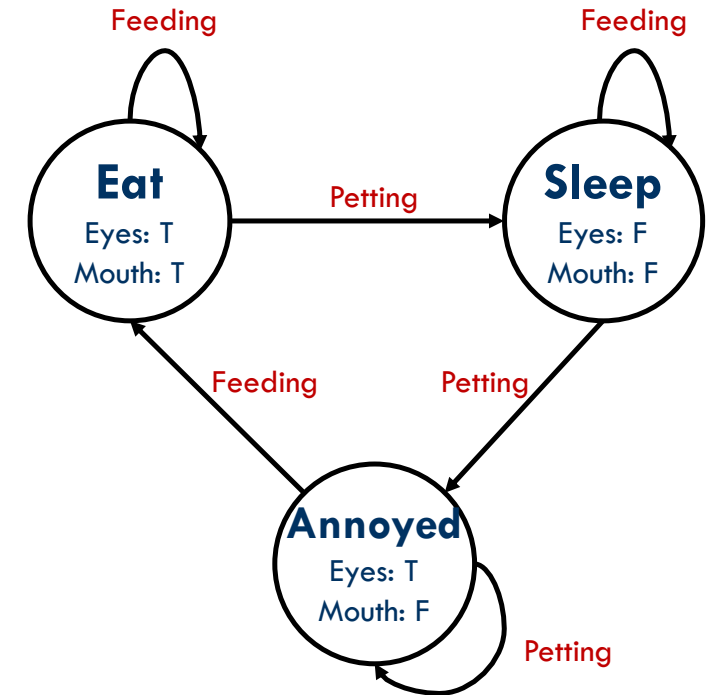 Feeding
Feeding
Eat
Eyes: T
Mouth: T
Petting
Sleep
Eyes: F
Mouth: F
Feeding
Petting
Annoyed
Eyes: T
Mouth: F
Petting